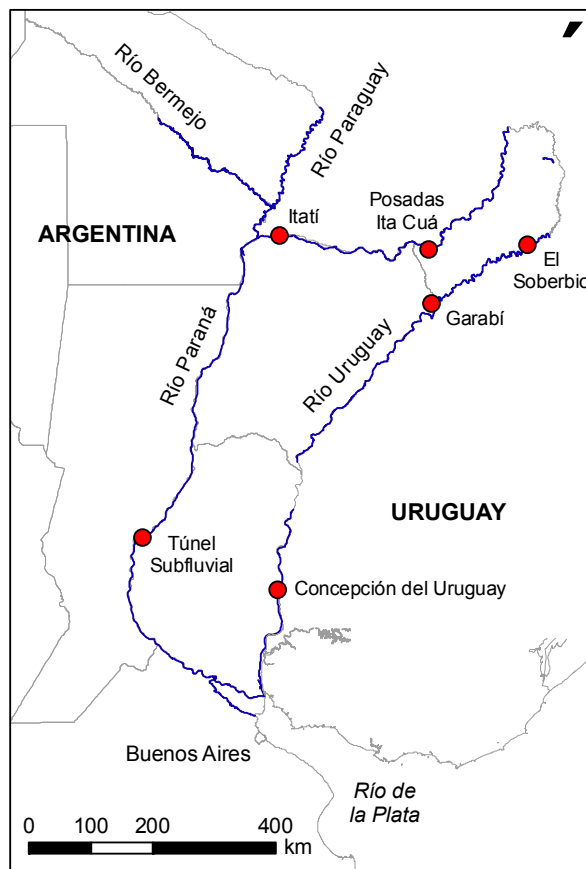 Río Bermejo
Río Paraguay
Itatí
Posadas
Ita Cuá
ARGENTINA
El
Soberbio
Garabí
Río Paraná
Río Uruguay
URUGUAY
Túnel
Subfluvial
Concepción del Uruguay
Buenos Aires
Río de
la Plata
0 100 200 400
km